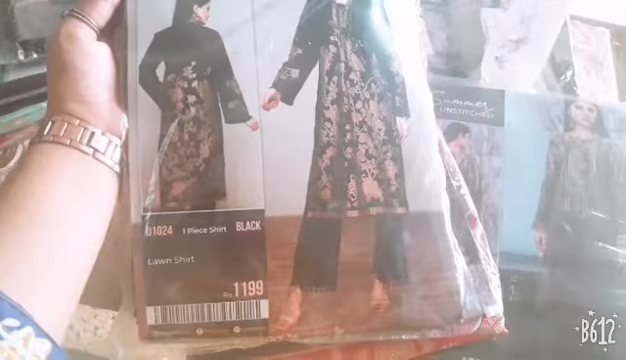 Summer
UNSTITCHED
U1024 1 Piece Shirt BLACK
Lawn Shirt
Rs. 1199
B612